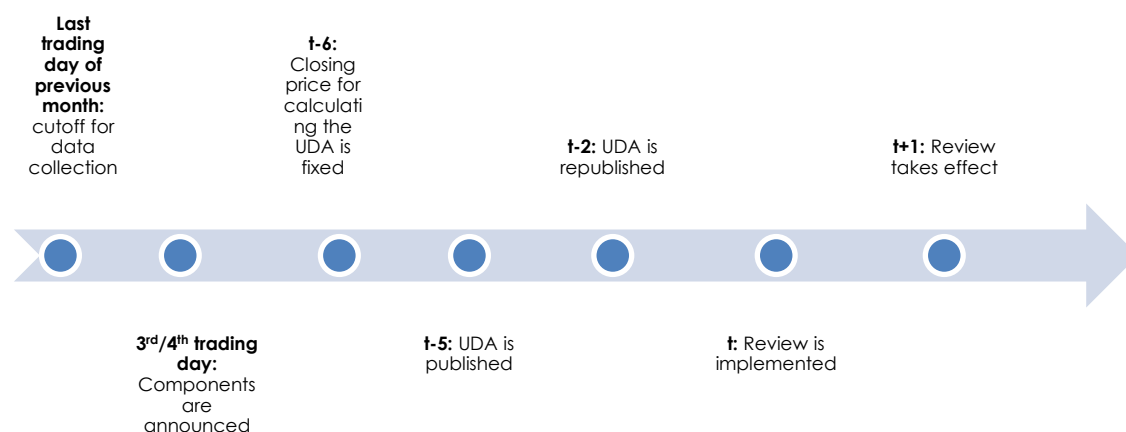 Last
trading
day of
previous
month:
cutoff for
data
collection
3rd/4th trading
day:
Components
are
announced
t-6:
Closing
price for
calculati
ng the
UDA is
fixed
t-5: UDA is
published
t-2: UDA is
republished
t: Review is
implemented
t+1: Review
takes effect